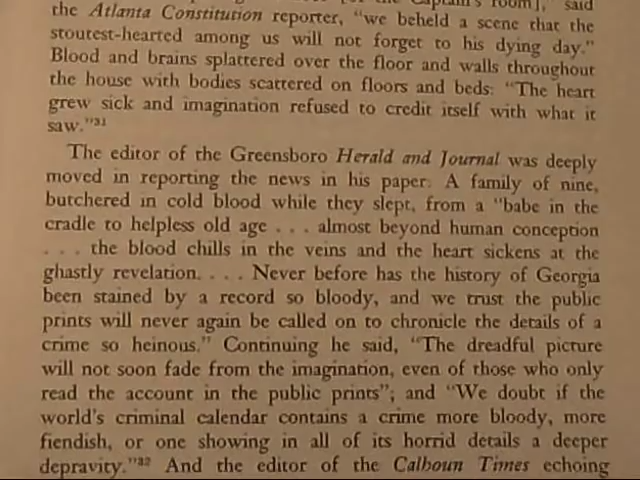 the Captain's room]," said
the Atlanta Constitution reporter, "we beheld a scene that the
stoutest-hearted among us will not forget to his dying day."
Blood and brains splattered over the floor and walls throughout
the house with bodies scattered on floors and beds: "The heart
grew sick and imagination refused to credit itself with what it
saw."31
The editor of the Greensboro Herald and Journal was deeply
moved in reporting the news in his paper. A family of nine,
butchered in cold blood while they slept, from a "babe in the
cradle to helpless old age . . . almost beyond human conception
. . . the blood chills in the veins and the heart sickens at the
ghastly revelation. . . . Never before has the history of Georgia
been stained by a record so bloody, and we trust the public
prints will never again be called on to chronicle the details of a
crime so heinous." Continuing he said, "The dreadful picture
will not soon fade from the imagination, even of those who only
read the account in the public prints"; and "We doubt if the
world's criminal calendar contains a crime more bloody, more
fiendish, or one showing in all of its horrid details a deeper
depravity."32 And the editor of the Calhoun Times echoing